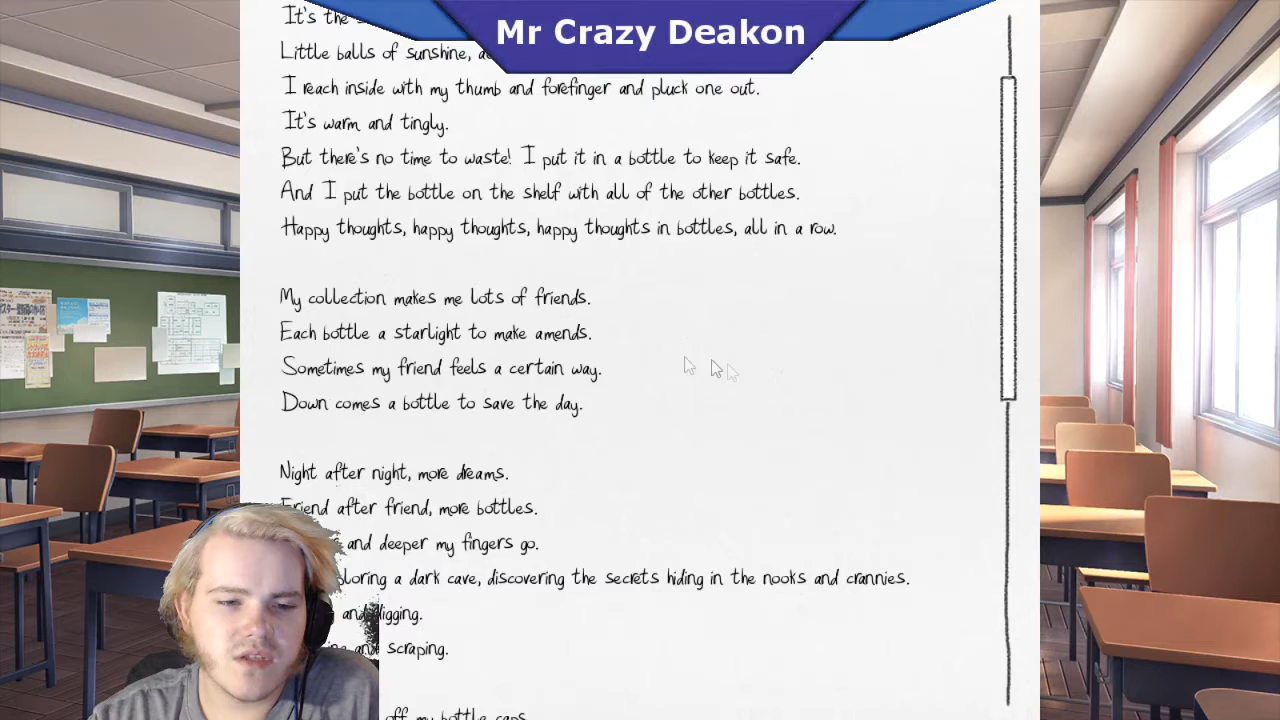 Mr Crazy Deakon
It's the
Little balls of sunshine,
I reach inside with my thumb and forefinger and pluck one out.
It's warm and tingly.
But there's no time to waste! I put it in a bottle to keep it safe.
And I put the bottle on the shelf with all of the other bottles.
Happy thoughts, happy thoughts, happy thoughts in bottles, all in a row.
My collection makes me lots of friends.
Each bottle a starlight to make amends.
Sometimes my friend feels a certain way.
Down comes a bottle to save the day.
Night after night, more dreams.
Friend after friend, more bottles.
and deeper my fingers go.
a dark cave, discovering the secrets hiding in the nooks and crannies.
and digging.
and scraping.
off my bottle caps.